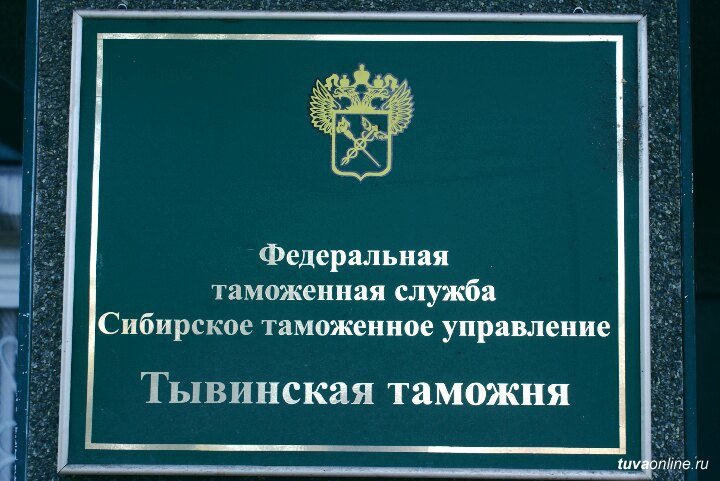 Федеральная
таможенная служба
Сибирское таможенное управление
Тывинская таможня
tuvaonline.ru